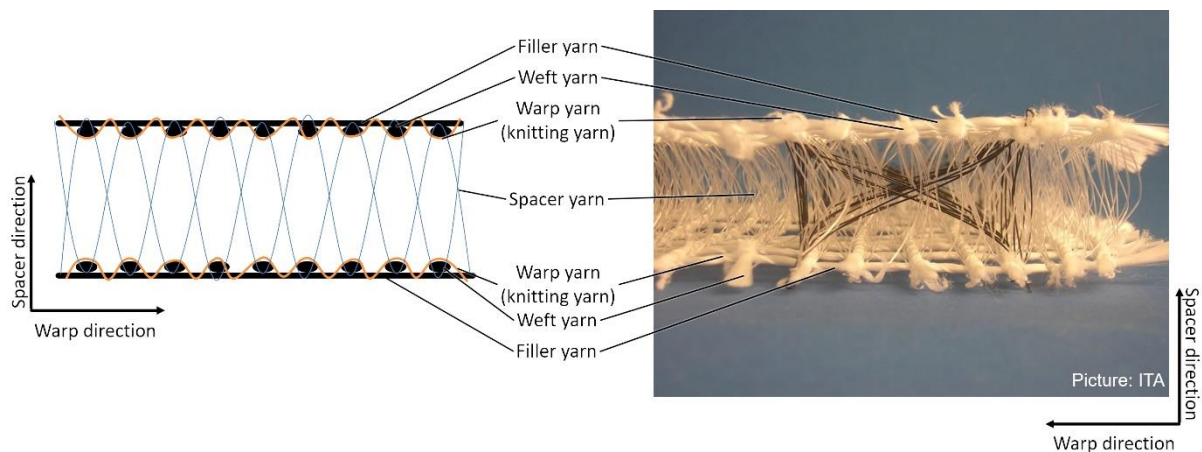 Filler yarn
Weft yarn
Warp yarn
(knitting yarn)
Spacer yarn
Warp yarn
(knitting yarn)
Weft yarn
Filler yarn
Spacer direction
Warp direction
Picture: ITA
Spacer direction
Warp direction